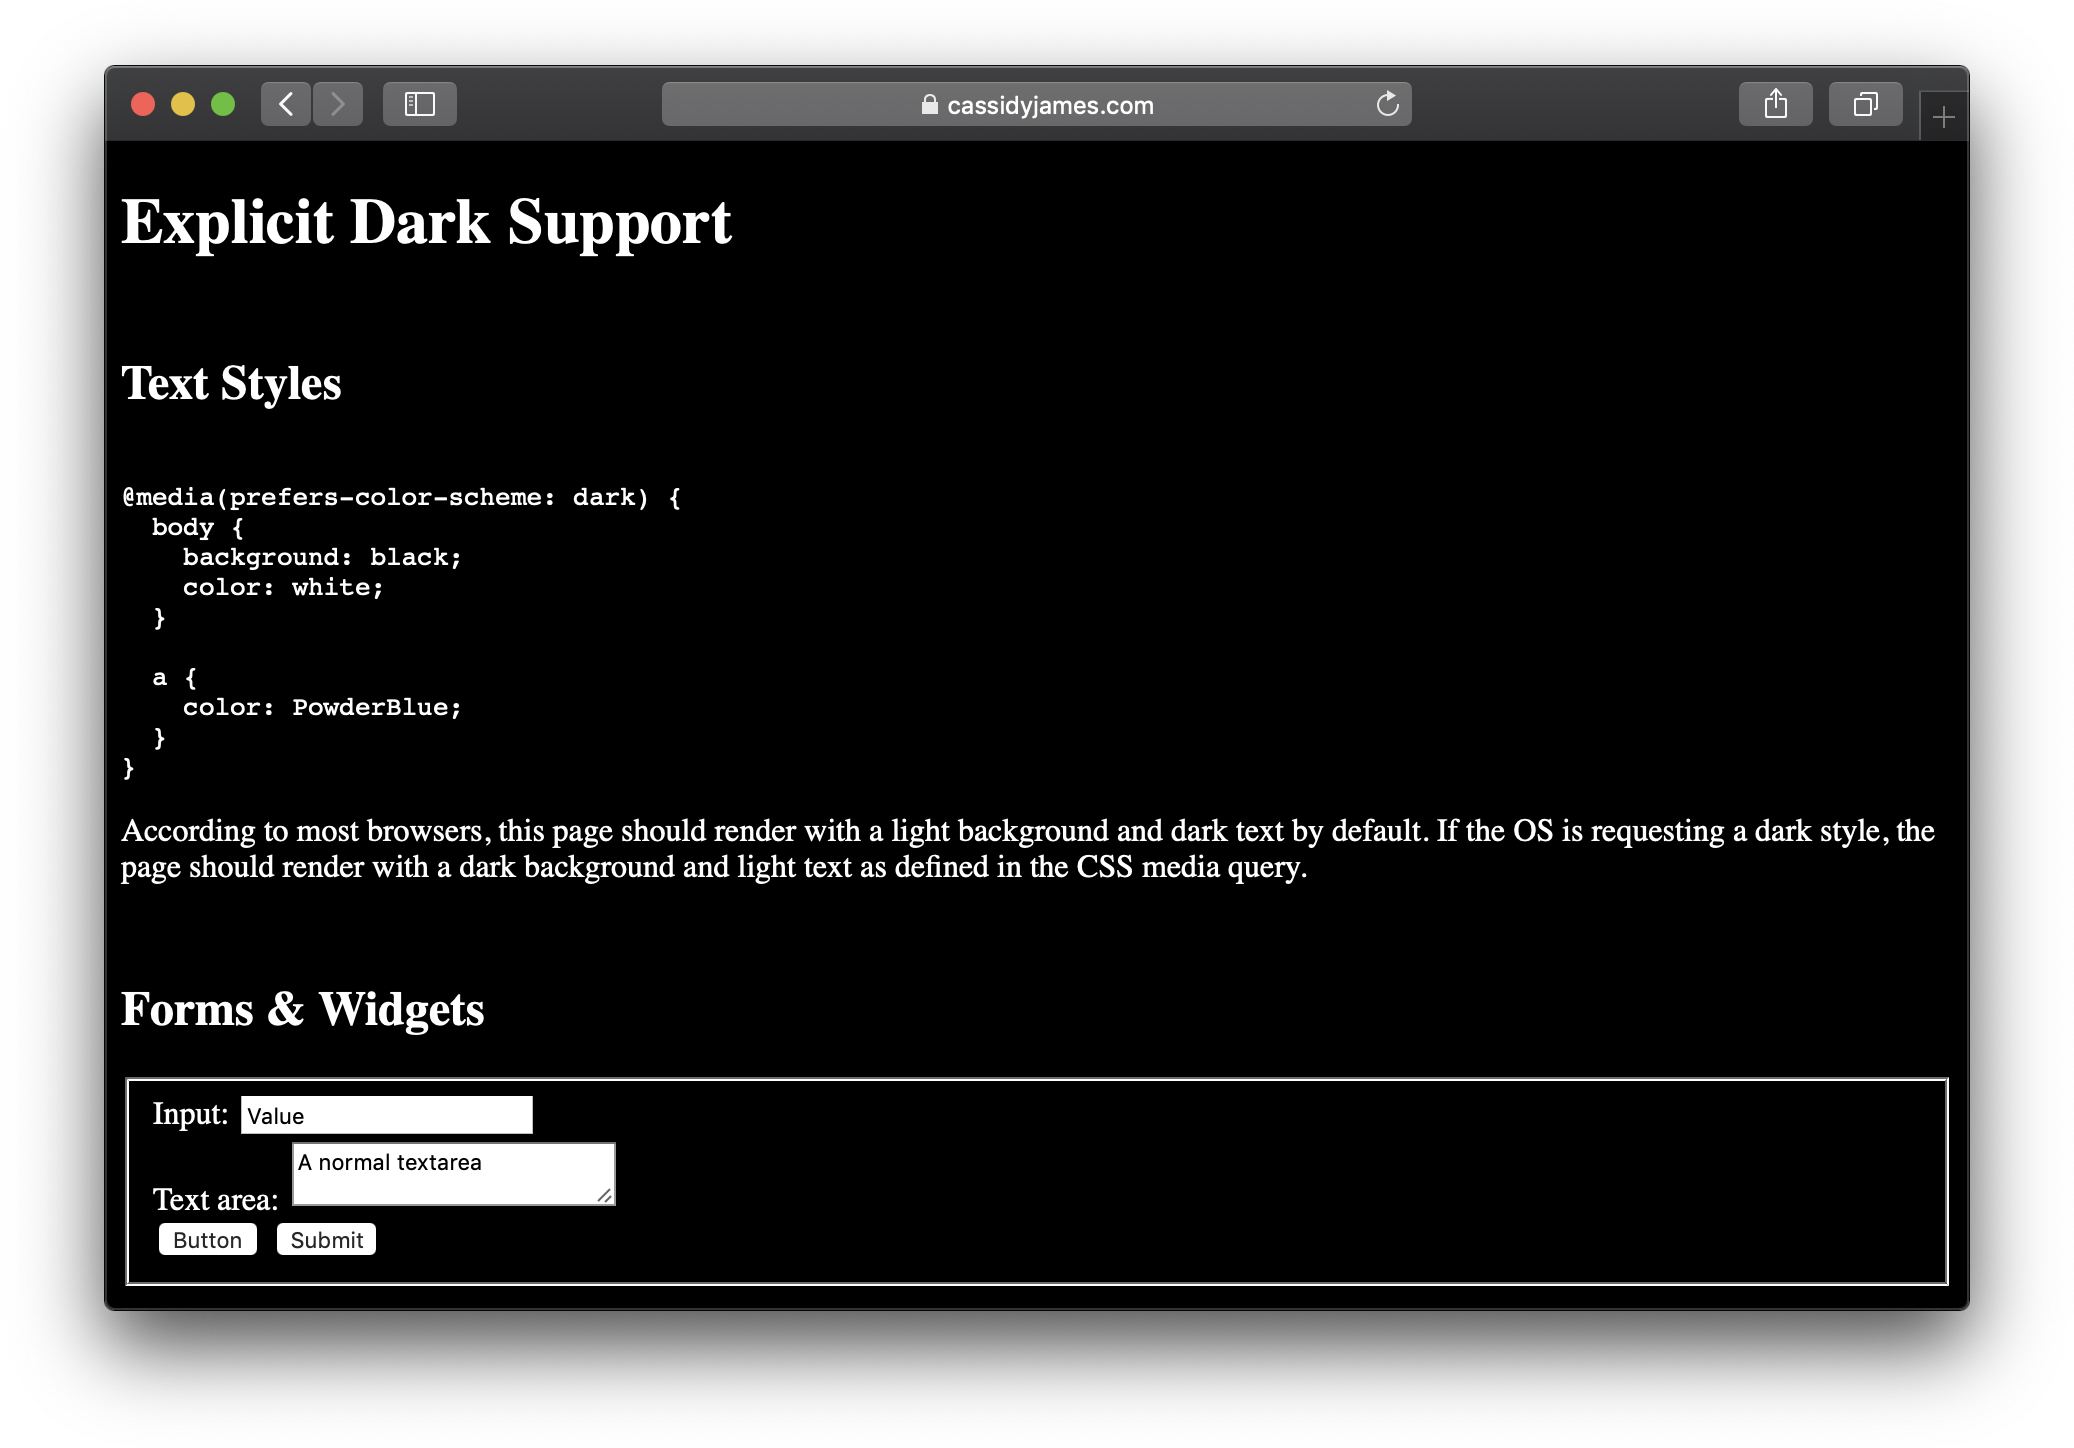 cassidyjames.com
Explicit Dark Support
Text Styles
@media(prefers-color-scheme: dark) {
  body {
    background: black;
    color: white;
  }

  a {
    color: PowderBlue;
  }
}
According to most browsers, this page should render with a light background and dark text by default. If the OS is requesting a dark style, the
page should render with a dark background and light text as defined in the CSS media query.
Forms & Widgets
Input: Value
Text area: A normal textarea
Button Submit